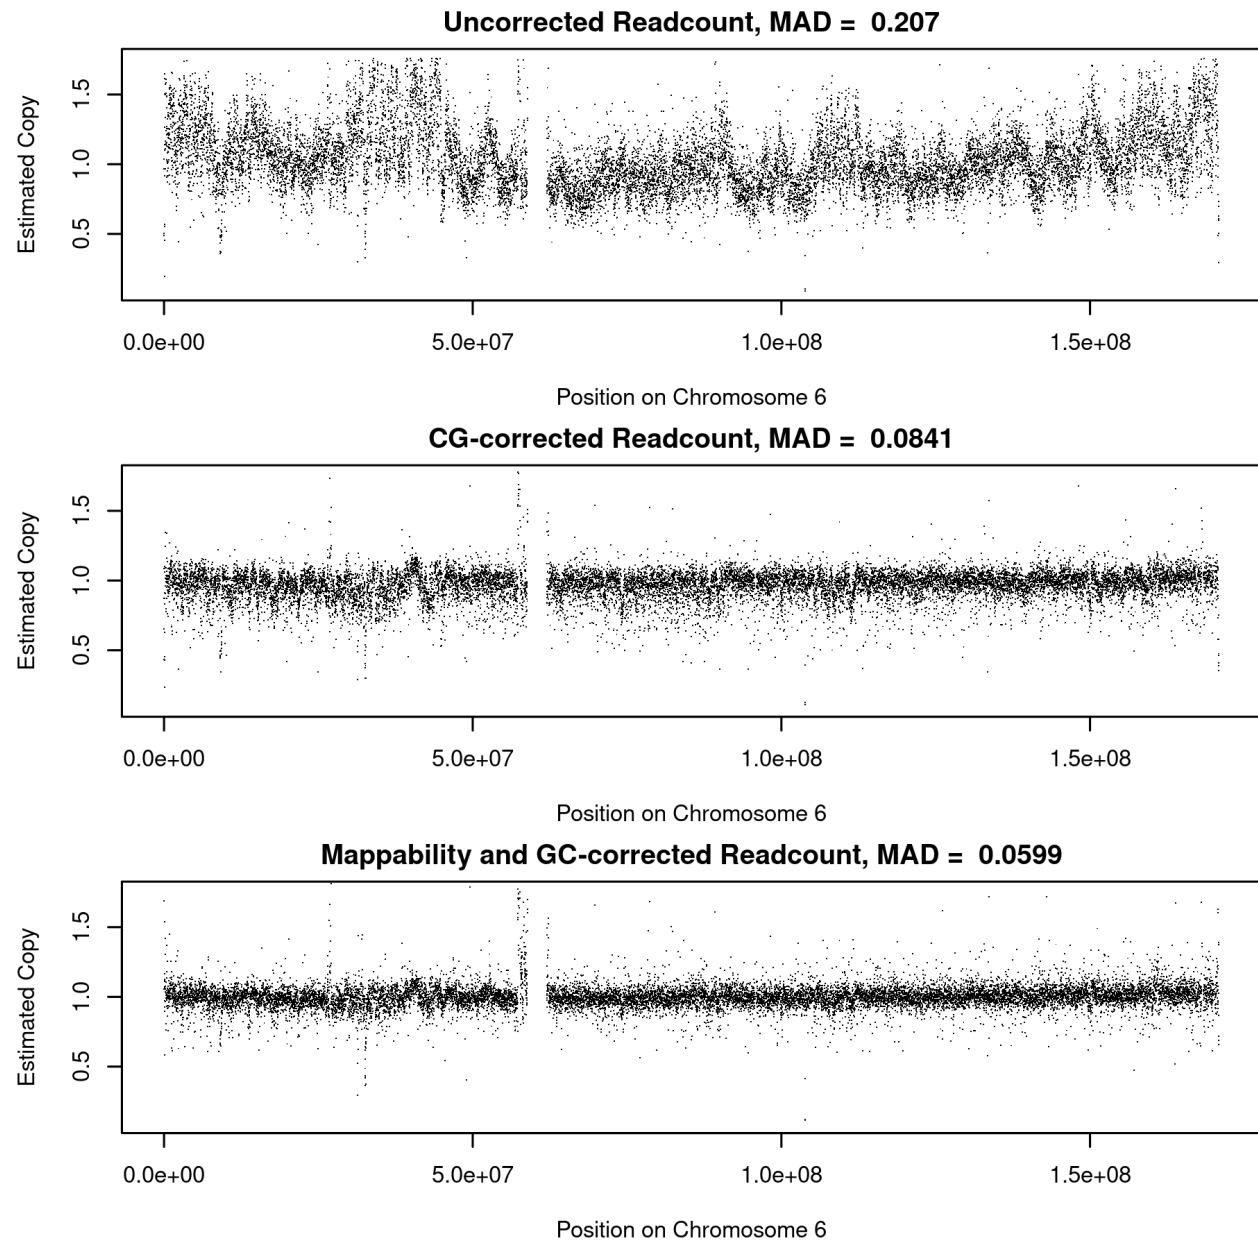 Uncorrected Readcount, MAD =  0.207
Estimated Copy
1.5
1.0
0.5
0.0e+00 5.0e+07 1.0e+08 1.5e+08
Position on Chromosome 6
CG-corrected Readcount, MAD =  0.0841
Estimated Copy
1.5
1.0
0.5
0.0e+00 5.0e+07 1.0e+08 1.5e+08
Position on Chromosome 6
Mappability and GC-corrected Readcount, MAD =  0.0599
Estimated Copy
1.5
1.0
0.5
0.0e+00 5.0e+07 1.0e+08 1.5e+08
Position on Chromosome 6